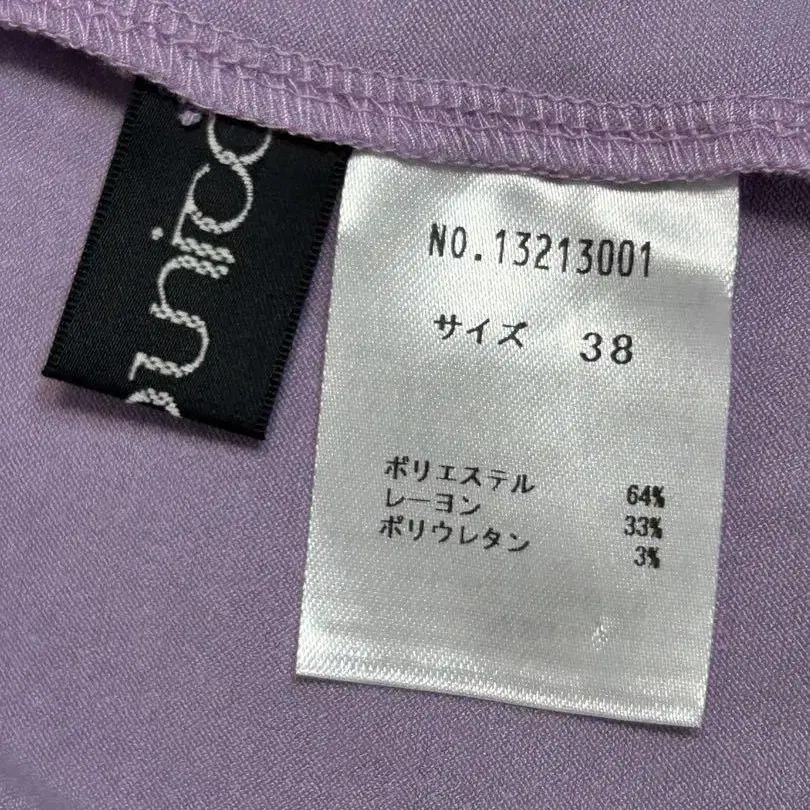 NO.13213001
サイズ 38
ポリエステル 64%
レーヨン 33%
ポリウレタン 3%